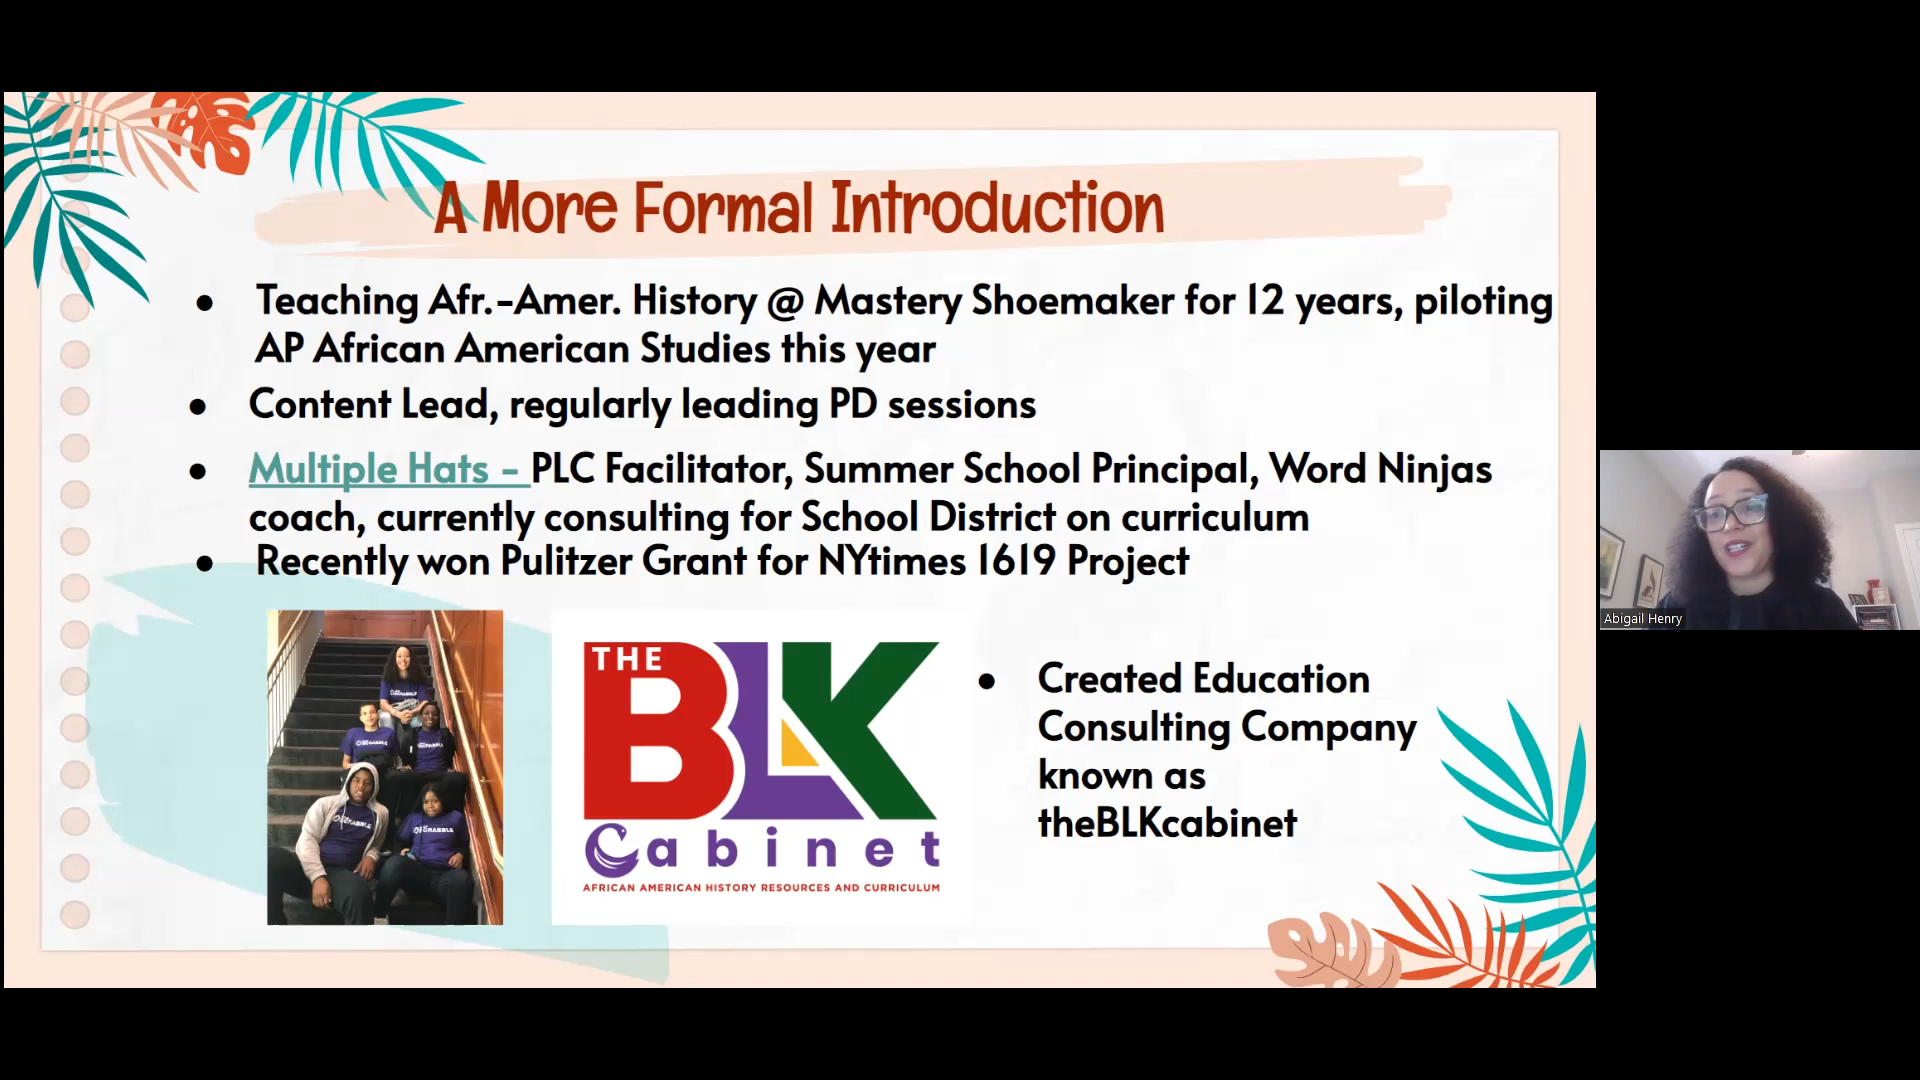 A More Formal Introduction
● Teaching Afr.-Amer. History @ Mastery Shoemaker for 12 years, piloting
AP African American Studies this year
● Content Lead, regularly leading PD sessions
● Multiple Hats - PLC Facilitator, Summer School Principal, Word Ninjas
coach, currently consulting for School District on curriculum
● Recently won Pulitzer Grant for NYtimes 1619 Project
THE
BLK
Cabinet
AFRICAN AMERICAN HISTORY RESOURCES AND CURRICULUM
● Created Education
Consulting Company
known as
theBLKcabinet
Abigail Henry